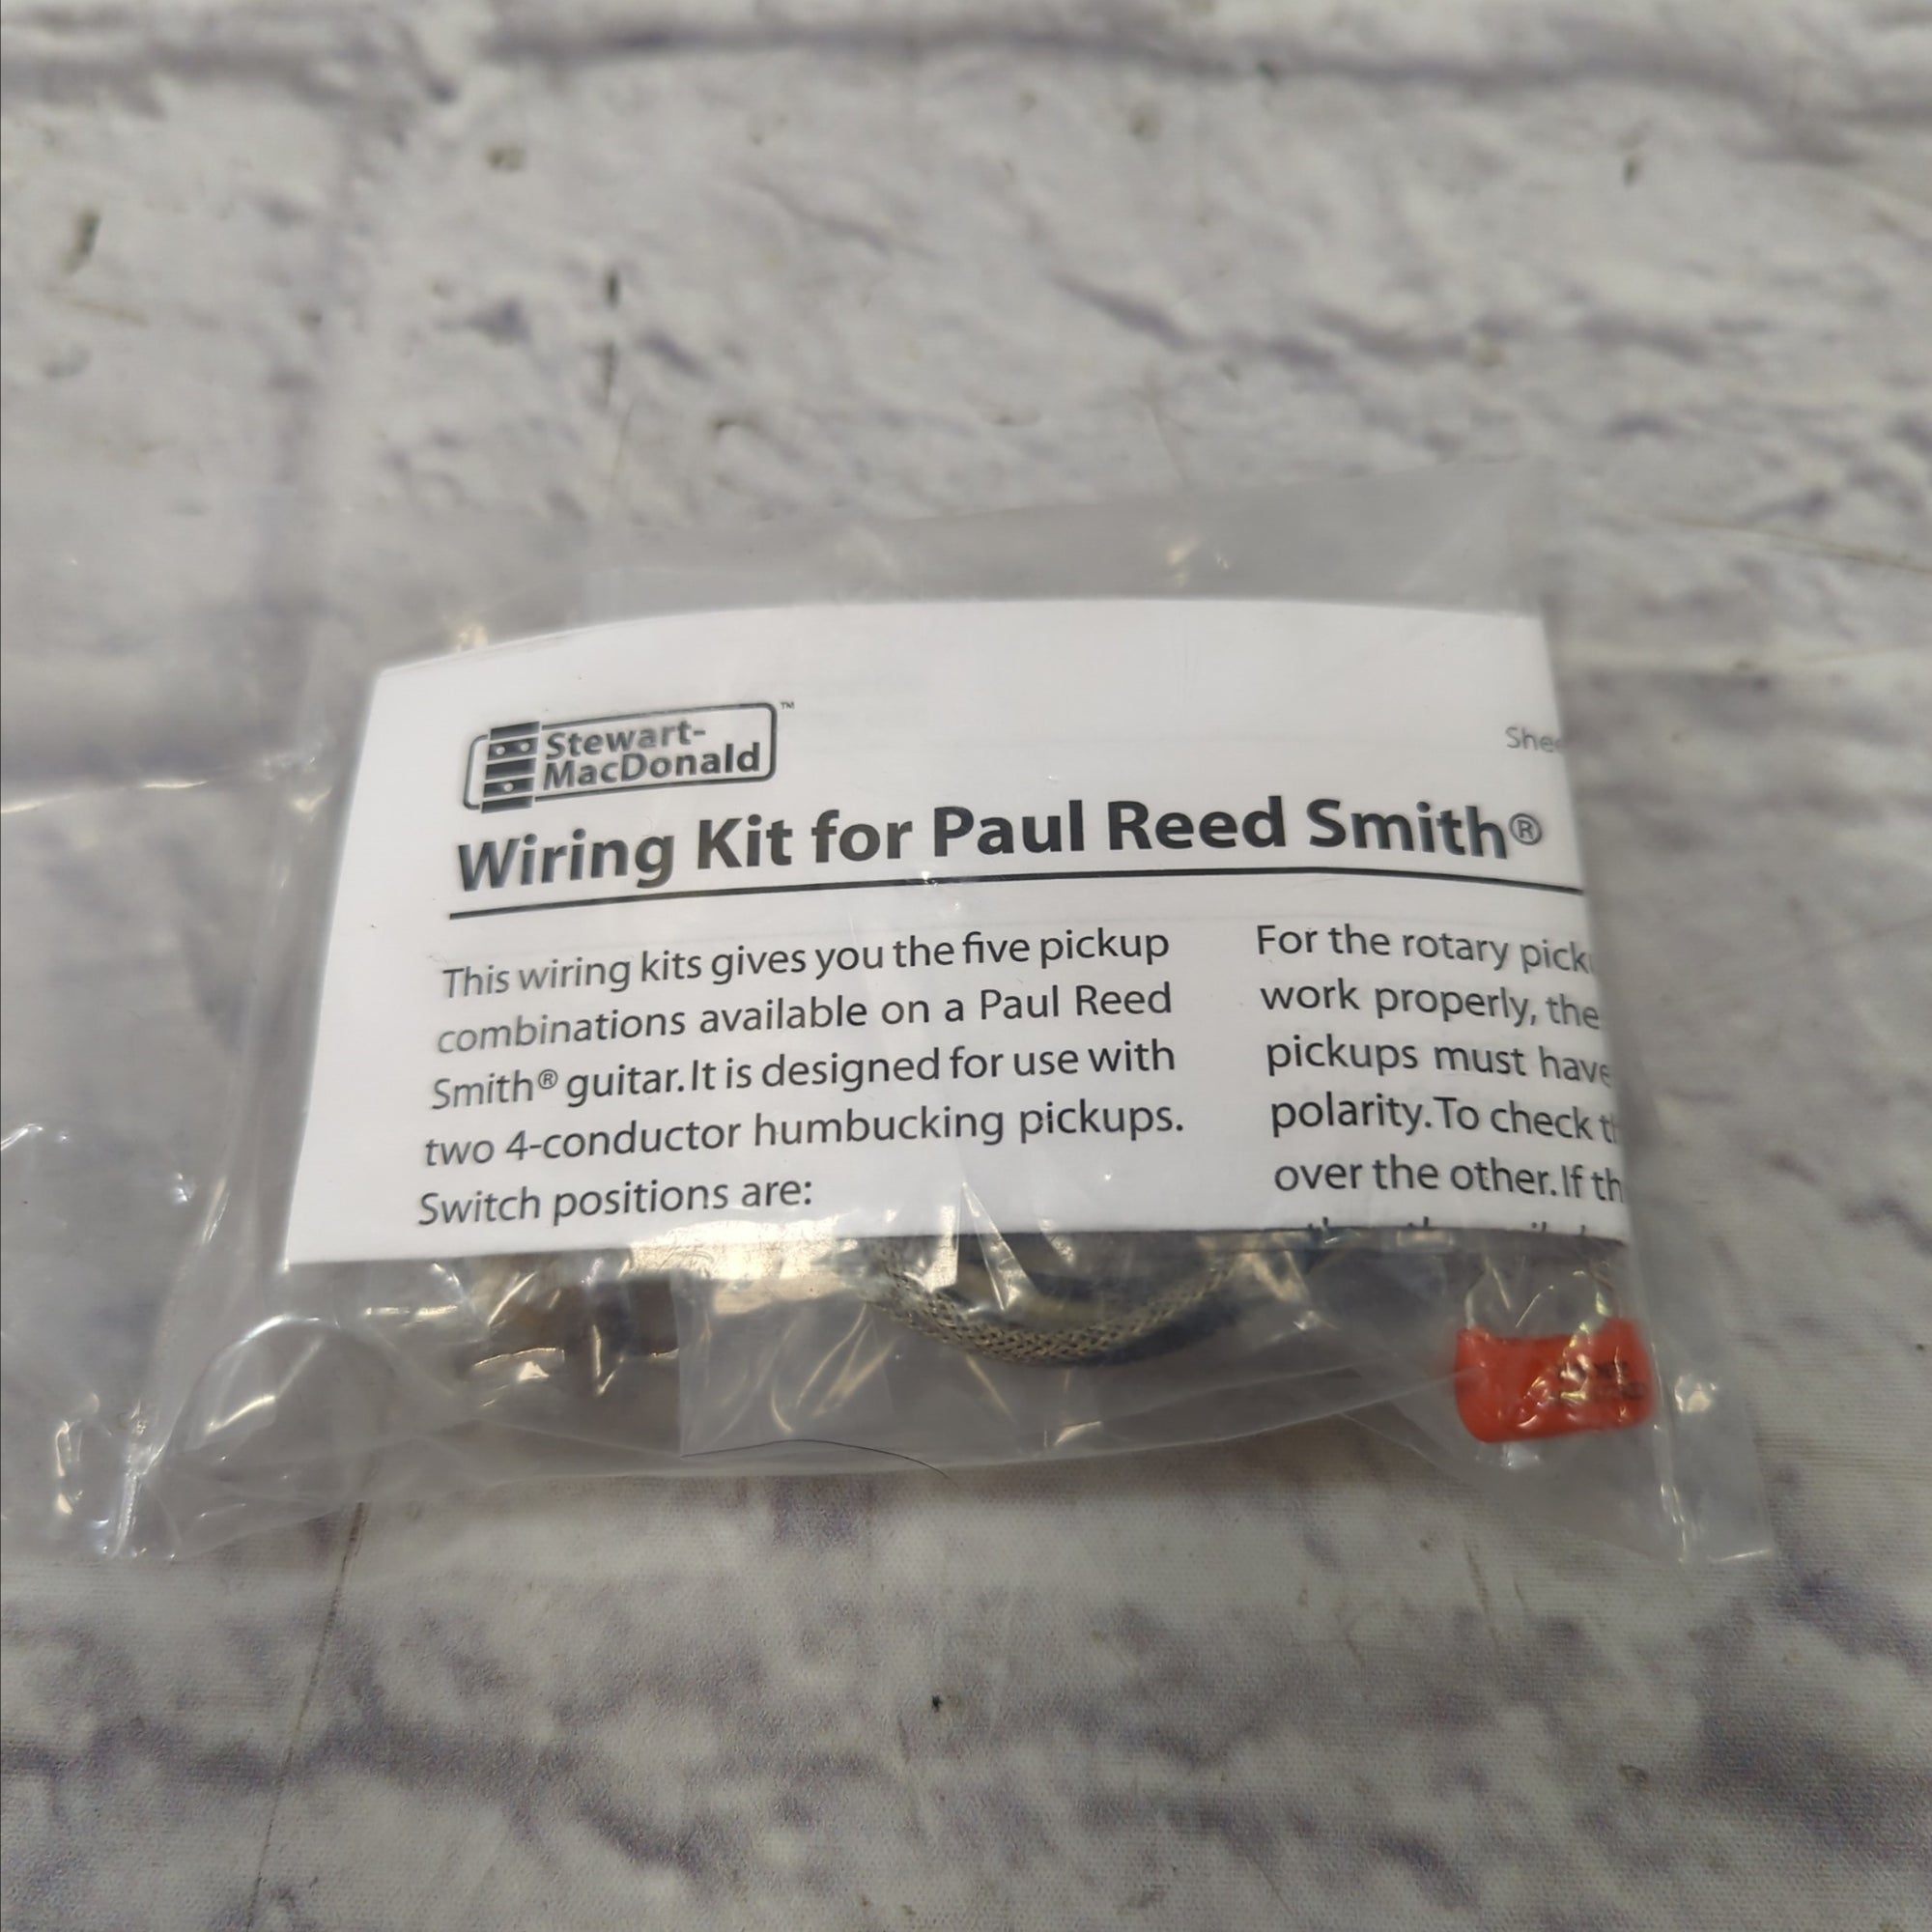 Stewart-
MacDonald
™
Wiring Kit for Paul Reed Smith®
This wiring kits gives you the five pickup
combinations available on a Paul Reed
Smith® guitar. It is designed for use with
two 4-conductor humbucking pickups.
Switch positions are:
For the rotary
work properly, the
pickups must have
polarity. To check
over the other. If